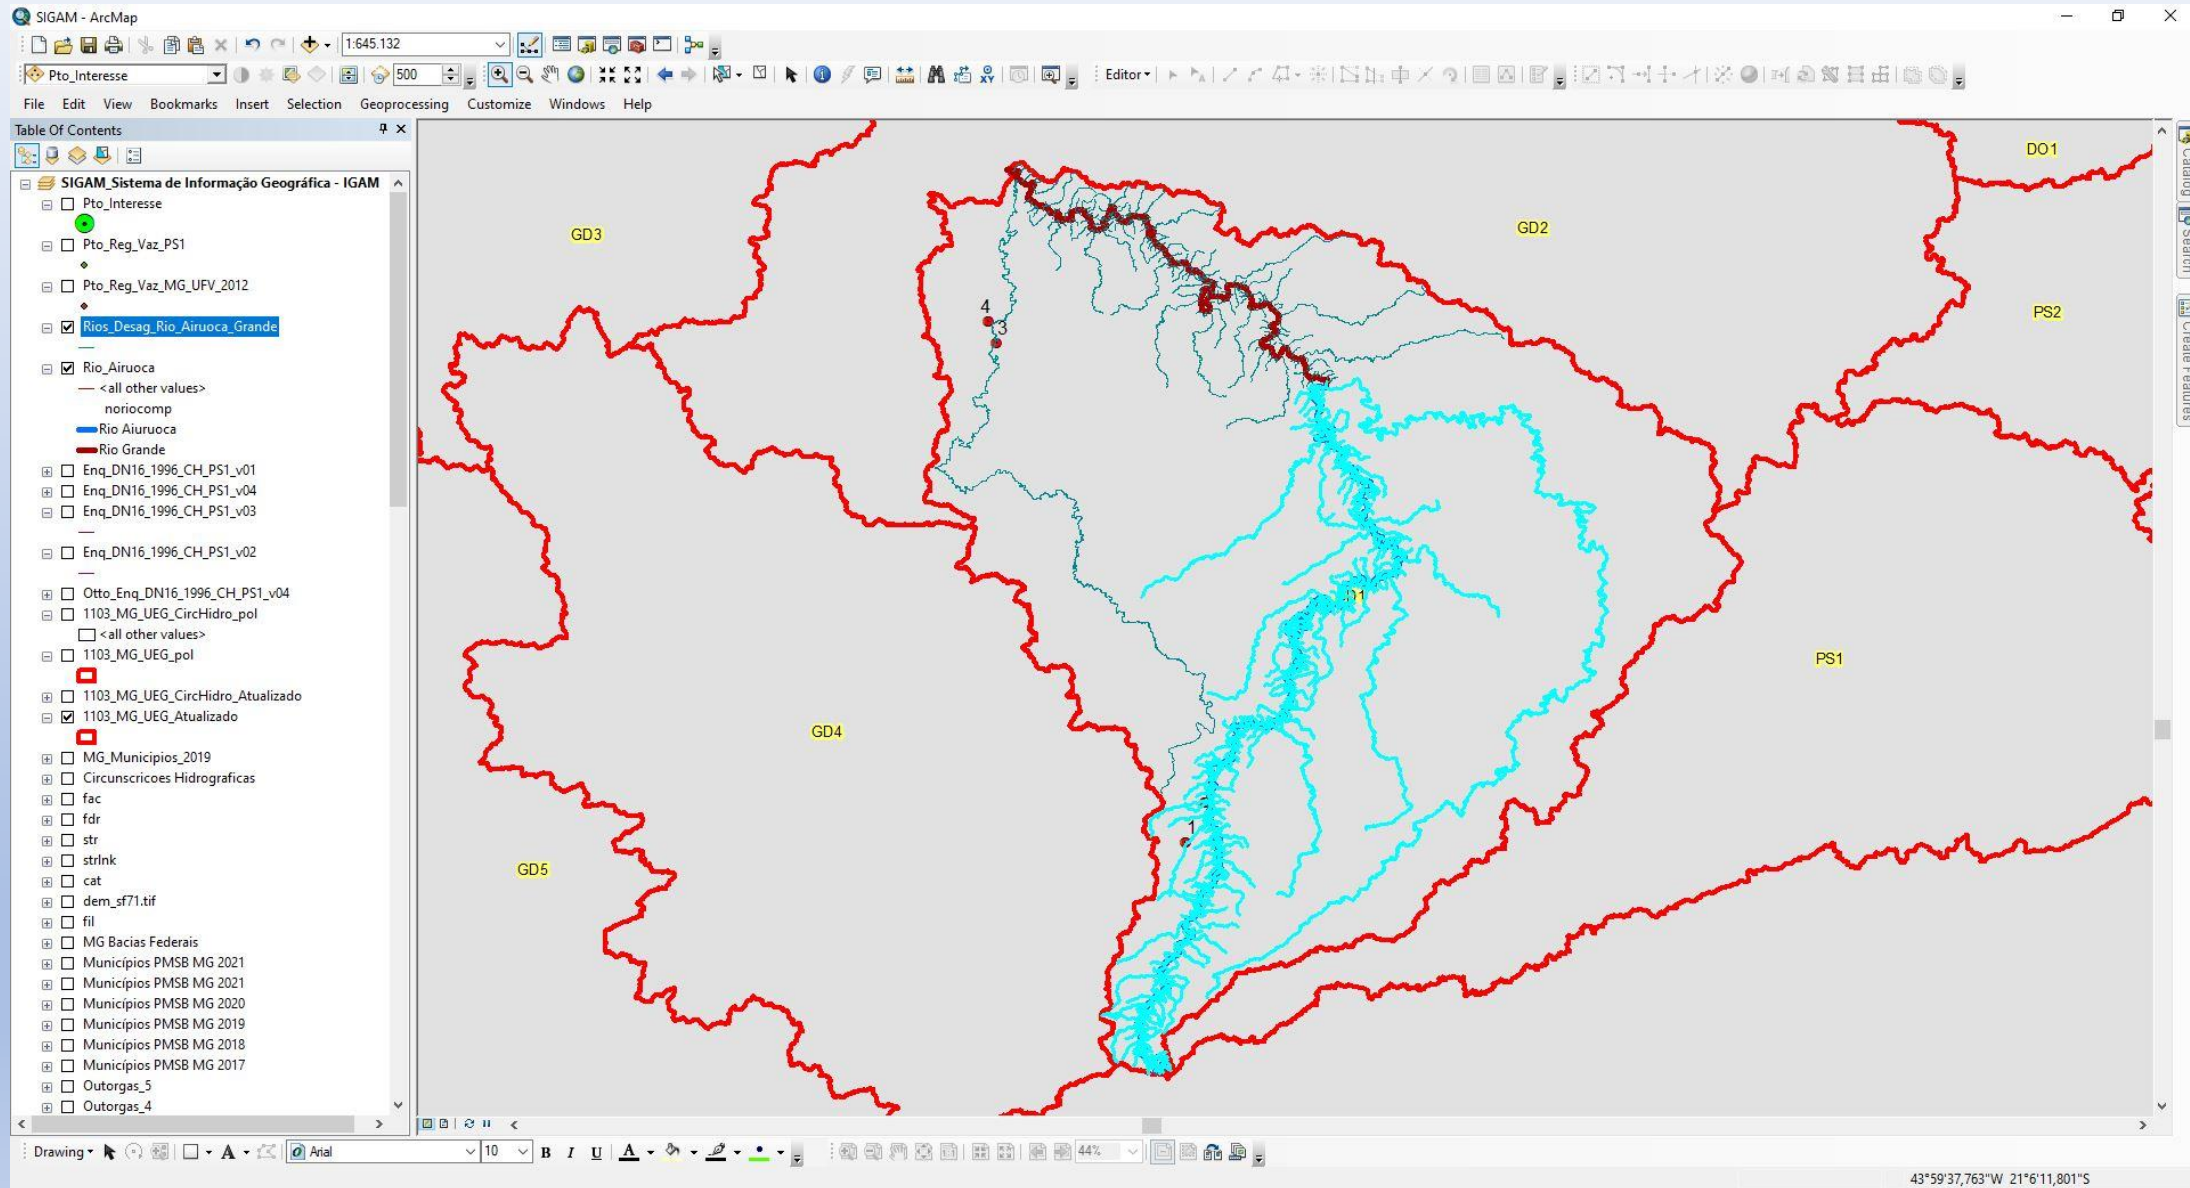 SIGAM - ArcMap
1:645.132
Pto_Interesse
500
Editor
File Edit View Bookmarks Insert Selection Geoprocessing Customize Windows Help
Table Of Contents
SIGAM_Sistema de Informação Geográfica - IGAM
Pto_Interesse
Pto_Reg_Vaz_PS1
Pto_Reg_Vaz_MG_UFV_2012
Rios_Desag_Rio_Airuoca_Grande
Rio_Airuoca
<all other values>
noriocomp
Rio Aiuruoca
Rio Grande
Enq_DN16_1996_CH_PS1_v01
Enq_DN16_1996_CH_PS1_v04
Enq_DN16_1996_CH_PS1_v03
Enq_DN16_1996_CH_PS1_v02
Otto_Enq_DN16_1996_CH_PS1_v04
1103_MG_UEG_CircHidro_pol
<all other values>
1103_MG_UEG_pol
1103_MG_UEG_CircHidro_Atualizado
1103_MG_UEG_Atualizado
MG_Municipios_2019
Circunscricoes Hidrograficas
fac
fdr
str
strlnk
cat
dem_sf71.tif
fil
MG Bacias Federais
Municípios PMSB MG 2021
Municípios PMSB MG 2021
Municípios PMSB MG 2020
Municípios PMSB MG 2019
Municípios PMSB MG 2018
Municípios PMSB MG 2017
Outorgas_5
Outorgas_4
DO1
GD3
GD2
PS2
4
3
PS1
GD4
1
GD5
Catalog
Search
Create Features
Drawing
Arial
10
B I U A
44%
43°59'37,763"W 21°6'11,801"S